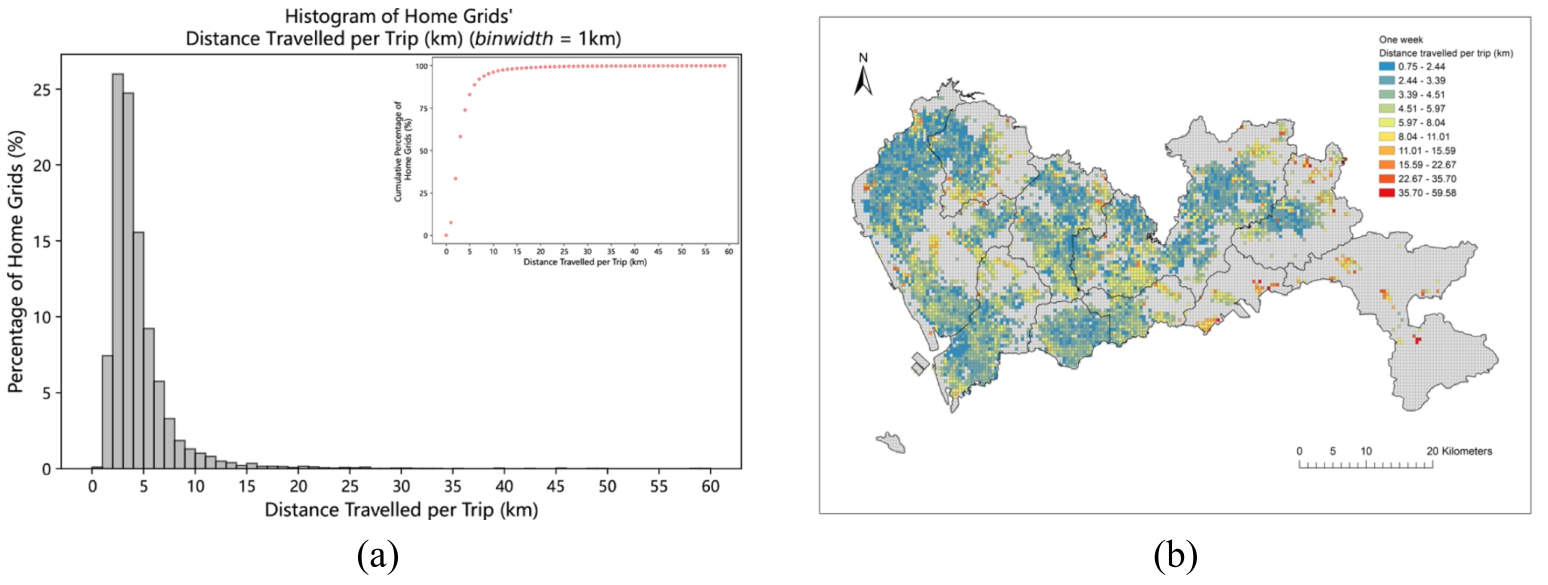 Histogram of Home Grids'
Distance Travelled per Trip (km) (binwidth = 1km)
Percentage of Home Grids (%)
25
20
15
10
5
0
0 5 10 15 20 25 30 35 40 45 50 55 60
Distance Travelled per Trip (km)
Cumulative Percentage of
Home Grids (%)
100
75
50
25
0
0 5 10 15 20 25 30 35 40 45 50 55 60
Distance Travelled per Trip (km)
(a)
N
One week
Distance travelled per trip (km)
0.75 - 2.44
2.44 - 3.39
3.39 - 4.51
4.51 - 5.97
5.97 - 8.04
8.04 - 11.01
11.01 - 15.59
15.59 - 22.67
22.67 - 35.70
35.70 - 59.58
0 5 10 20 Kilometers
(b)